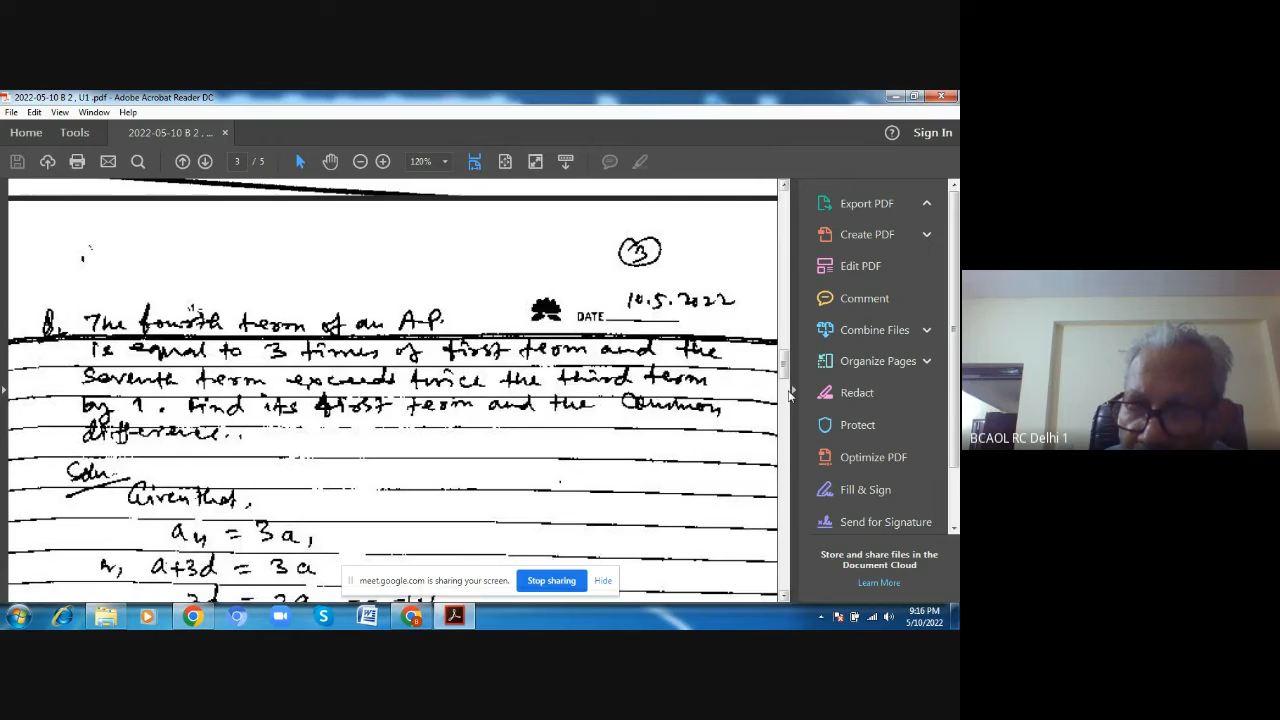 2022-05-10 B 2 , U1 .pdf - Adobe Acrobat Reader DC
File Edit View Window Help
Home Tools 2022-05-10 B 2 , ... × Sign In
3 / 5 120%
3
10.5.2022
DATE
Q. The fourth term of an A.P.
is equal to 3 times of first term and the
seventh term exceeds twice the third term
by 1. Find its first term and the common
difference.
Soln.
Given that,
a4 = 3a,
or, a+3d = 3a
3d = 2a
Export PDF
Create PDF
Edit PDF
Comment
Combine Files
Organize Pages
Redact
Protect
Optimize PDF
Fill & Sign
Send for Signature
Store and share files in the
Document Cloud
Learn More
meet.google.com is sharing your screen. Stop sharing Hide
9:16 PM
5/10/2022
BCAOL RC Delhi 1